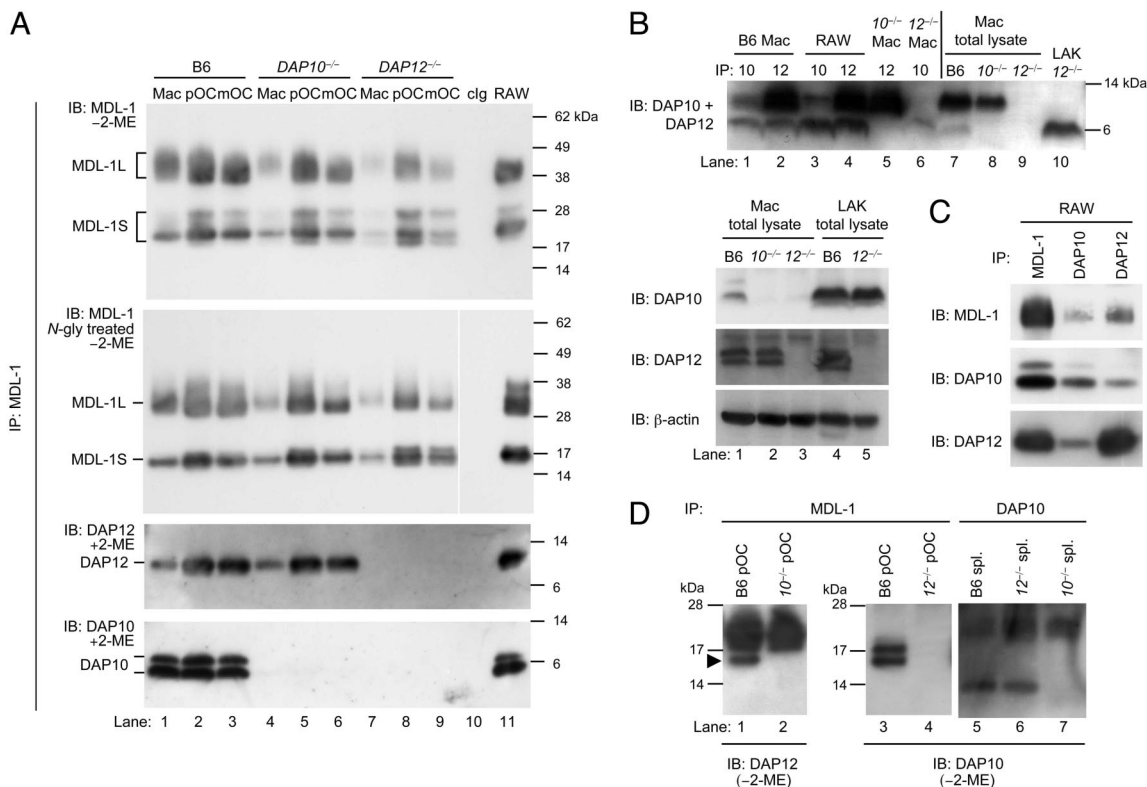 A
B6 DAP10–/– DAP12–/–
Mac pOC mOC Mac pOC mOC Mac pOC mOC cIg RAW
IP: MDL-1
IB: MDL-1
–2-ME
62 kDa
49
MDL-1L
38
28
MDL-1S
17
14
IB: MDL-1
N-gly treated
–2-ME
62
49
38
MDL-1L
28
MDL-1S
17
14
IB: DAP12
+2-ME
14
DAP12
6
IB: DAP10
+2-ME
14
DAP10
6
Lane: 1 2 3 4 5 6 7 8 9 10 11
B
B6 Mac RAW 10–/– Mac 12–/– Mac Mac total lysate LAK
IP: 10 12 10 12 12 10 B6 10–/– 12–/– 12–/–
14 kDa
IB: DAP10 +
DAP12
6
Lane: 1 2 3 4 5 6 7 8 9 10
Mac LAK
total lysate total lysate
B6 10–/– 12–/– B6 12–/–
IB: DAP10
IB: DAP12
IB: β-actin
Lane: 1 2 3 4 5
C
RAW
IP: MDL-1 DAP10 DAP12
IB: MDL-1
IB: DAP10
IB: DAP12
D
IP: MDL-1 DAP10
B6 pOC 10–/– pOC B6 pOC 12–/– pOC B6 spl. 12–/– spl. 10–/– spl.
kDa kDa
28 28
17 17
14 14
Lane: 1 2 3 4 5 6 7
IB: DAP12 IB: DAP10
(–2-ME) (–2-ME)